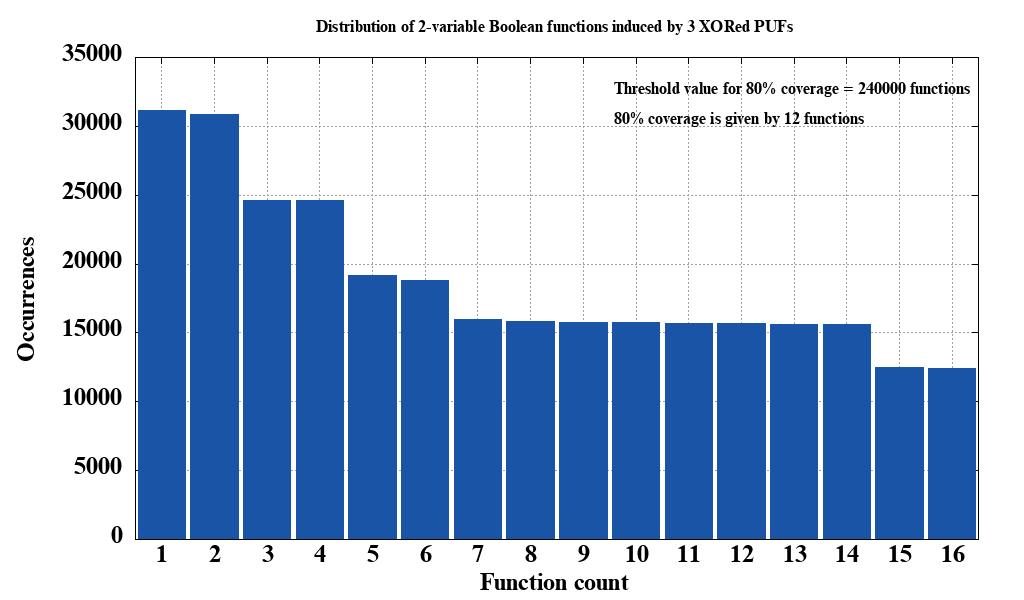 Distribution of 2-variable Boolean functions induced by 3 XORed PUFs
35000
30000
25000
20000
15000
10000
5000
0
Threshold value for 80% coverage = 240000 functions
80% coverage is given by 12 functions
Occurrences
1 2 3 4 5 6 7 8 9 10 11 12 13 14 15 16
Function count